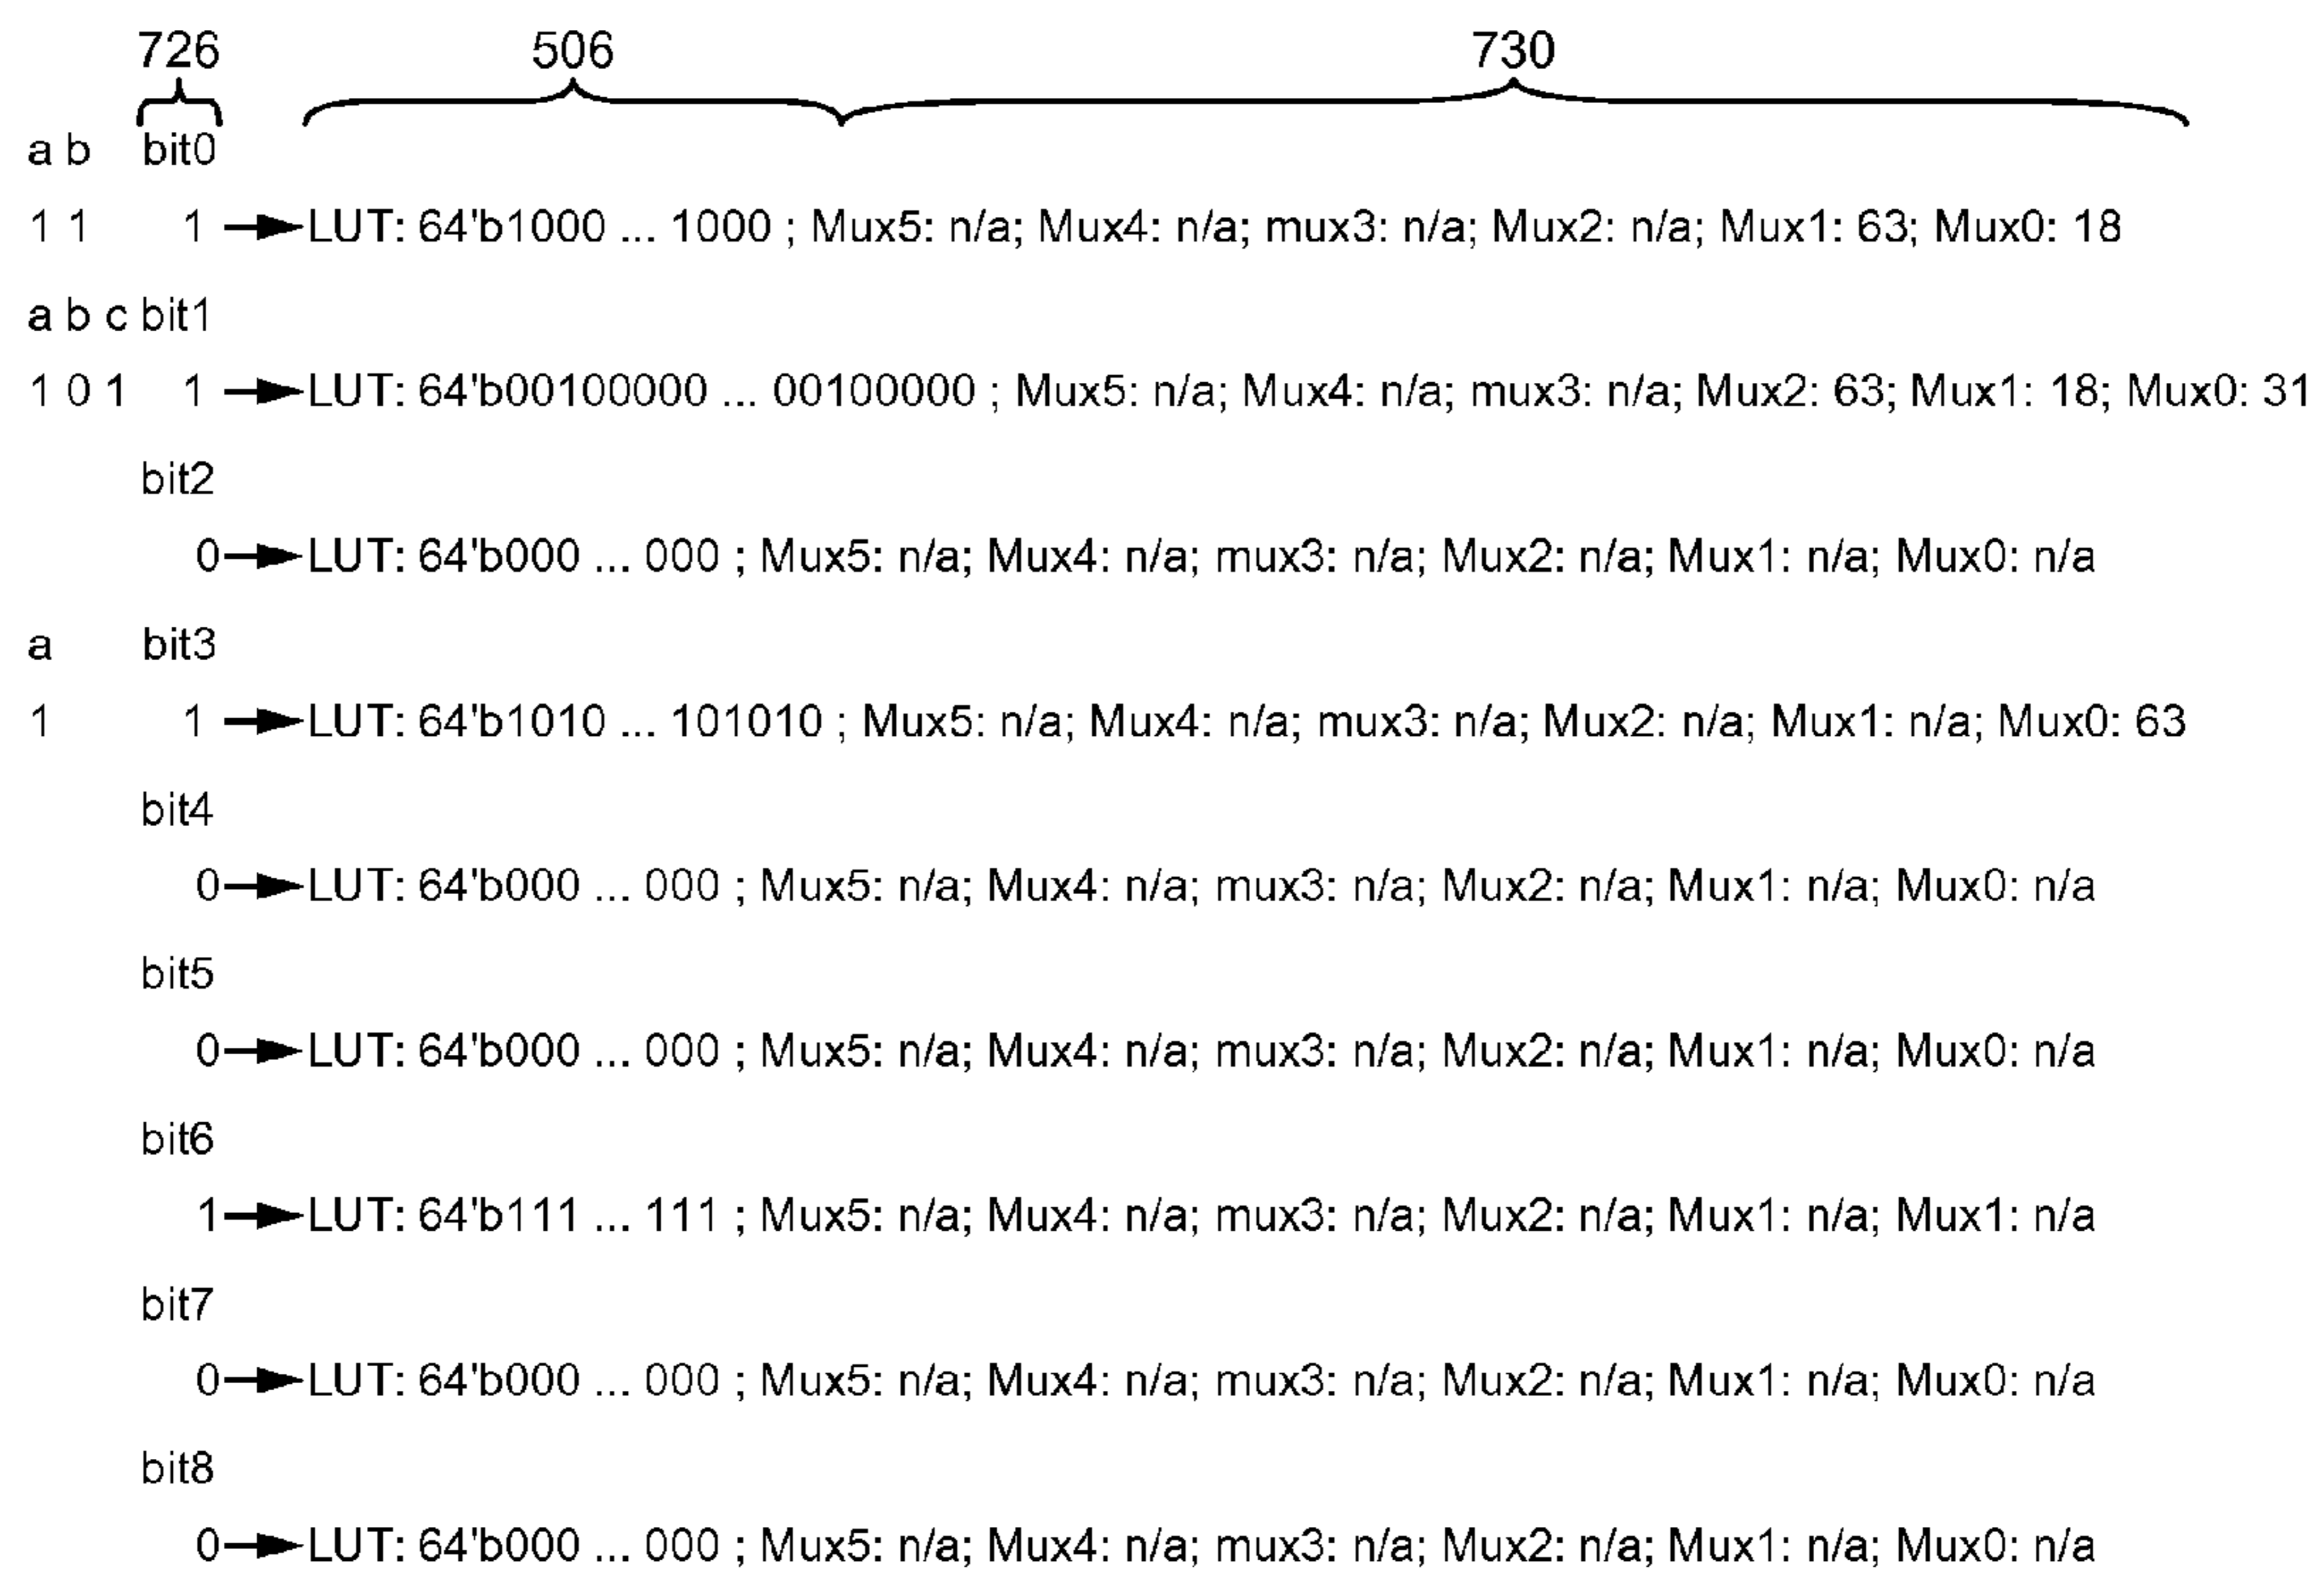 726 506 730
a b bit0
1 1 1 LUT: 64'b1000 ... 1000 ; Mux5: n/a; Mux4: n/a; mux3: n/a; Mux2: n/a; Mux1: 63; Mux0: 18
a b c bit1
1 0 1 1 LUT: 64'b00100000 ... 00100000 ; Mux5: n/a; Mux4: n/a; mux3: n/a; Mux2: 63; Mux1: 18; Mux0: 31
bit2
0 LUT: 64'b000 ... 000 ; Mux5: n/a; Mux4: n/a; mux3: n/a; Mux2: n/a; Mux1: n/a; Mux0: n/a
a bit3
1 1 LUT: 64'b1010 ... 101010 ; Mux5: n/a; Mux4: n/a; mux3: n/a; Mux2: n/a; Mux1: n/a; Mux0: 63
bit4
0 LUT: 64'b000 ... 000 ; Mux5: n/a; Mux4: n/a; mux3: n/a; Mux2: n/a; Mux1: n/a; Mux0: n/a
bit5
0 LUT: 64'b000 ... 000 ; Mux5: n/a; Mux4: n/a; mux3: n/a; Mux2: n/a; Mux1: n/a; Mux0: n/a
bit6
1 LUT: 64'b111 ... 111 ; Mux5: n/a; Mux4: n/a; mux3: n/a; Mux2: n/a; Mux1: n/a; Mux1: n/a
bit7
0 LUT: 64'b000 ... 000 ; Mux5: n/a; Mux4: n/a; mux3: n/a; Mux2: n/a; Mux1: n/a; Mux0: n/a
bit8
0 LUT: 64'b000 ... 000 ; Mux5: n/a; Mux4: n/a; mux3: n/a; Mux2: n/a; Mux1: n/a; Mux0: n/a